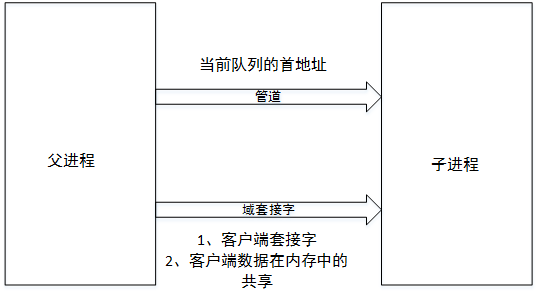 当前队列的首地址
管道
父进程
子进程
域套接字
1、客户端套接字
2、客户端数据在内存中的
共享